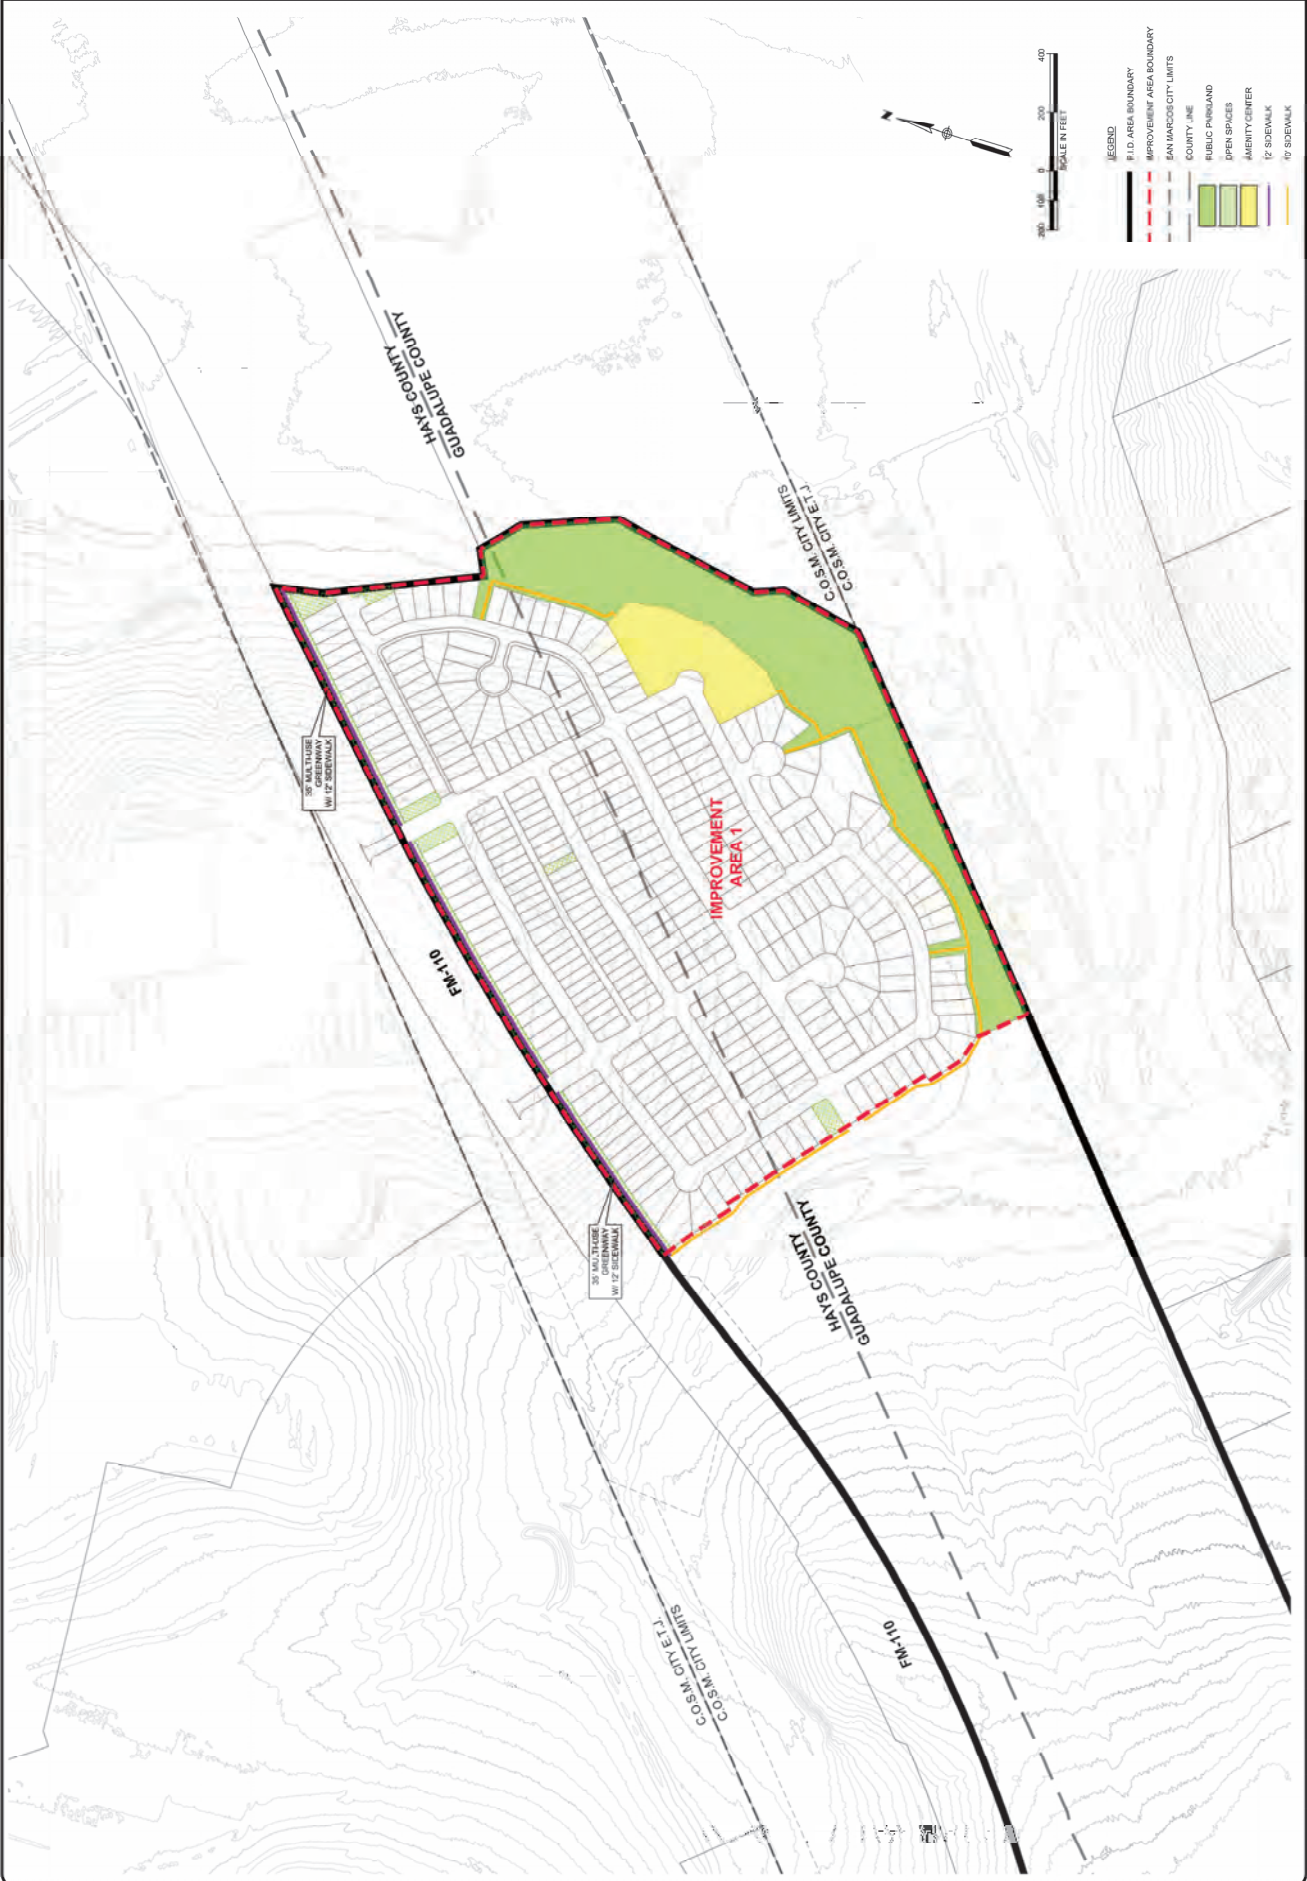 N
200
100
0
200
400
SCALE IN FEET
LEGEND
P.I.D. AREA BOUNDARY
IMPROVEMENT AREA BOUNDARY
SAN MARCOS CITY LIMITS
COUNTY LINE
PUBLIC PARKLAND
OPEN SPACES
AMENITY CENTER
12' SIDEWALK
10' SIDEWALK
HAYS COUNTY
GUADALUPE COUNTY
C.O.S.M. CITY LIMITS
C.O.S.M. CITY E.T.J.
35' MULTI-USE
GREENWAY
W/ 12' SIDEWALK
IMPROVEMENT
AREA 1
FM-110
35' MULTI-USE
GREENWAY
W/ 12' SIDEWALK
HAYS COUNTY
GUADALUPE COUNTY
C.O.S.M. CITY E.T.J.
C.O.S.M. CITY LIMITS
FM-110